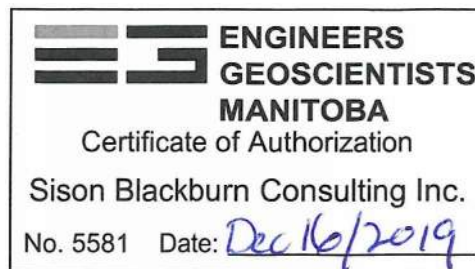 ENGINEERS
GEOSCIENTISTS
MANITOBA
Certificate of Authorization
Sison Blackburn Consulting Inc.
No. 5581 Date: Dec 16/2019